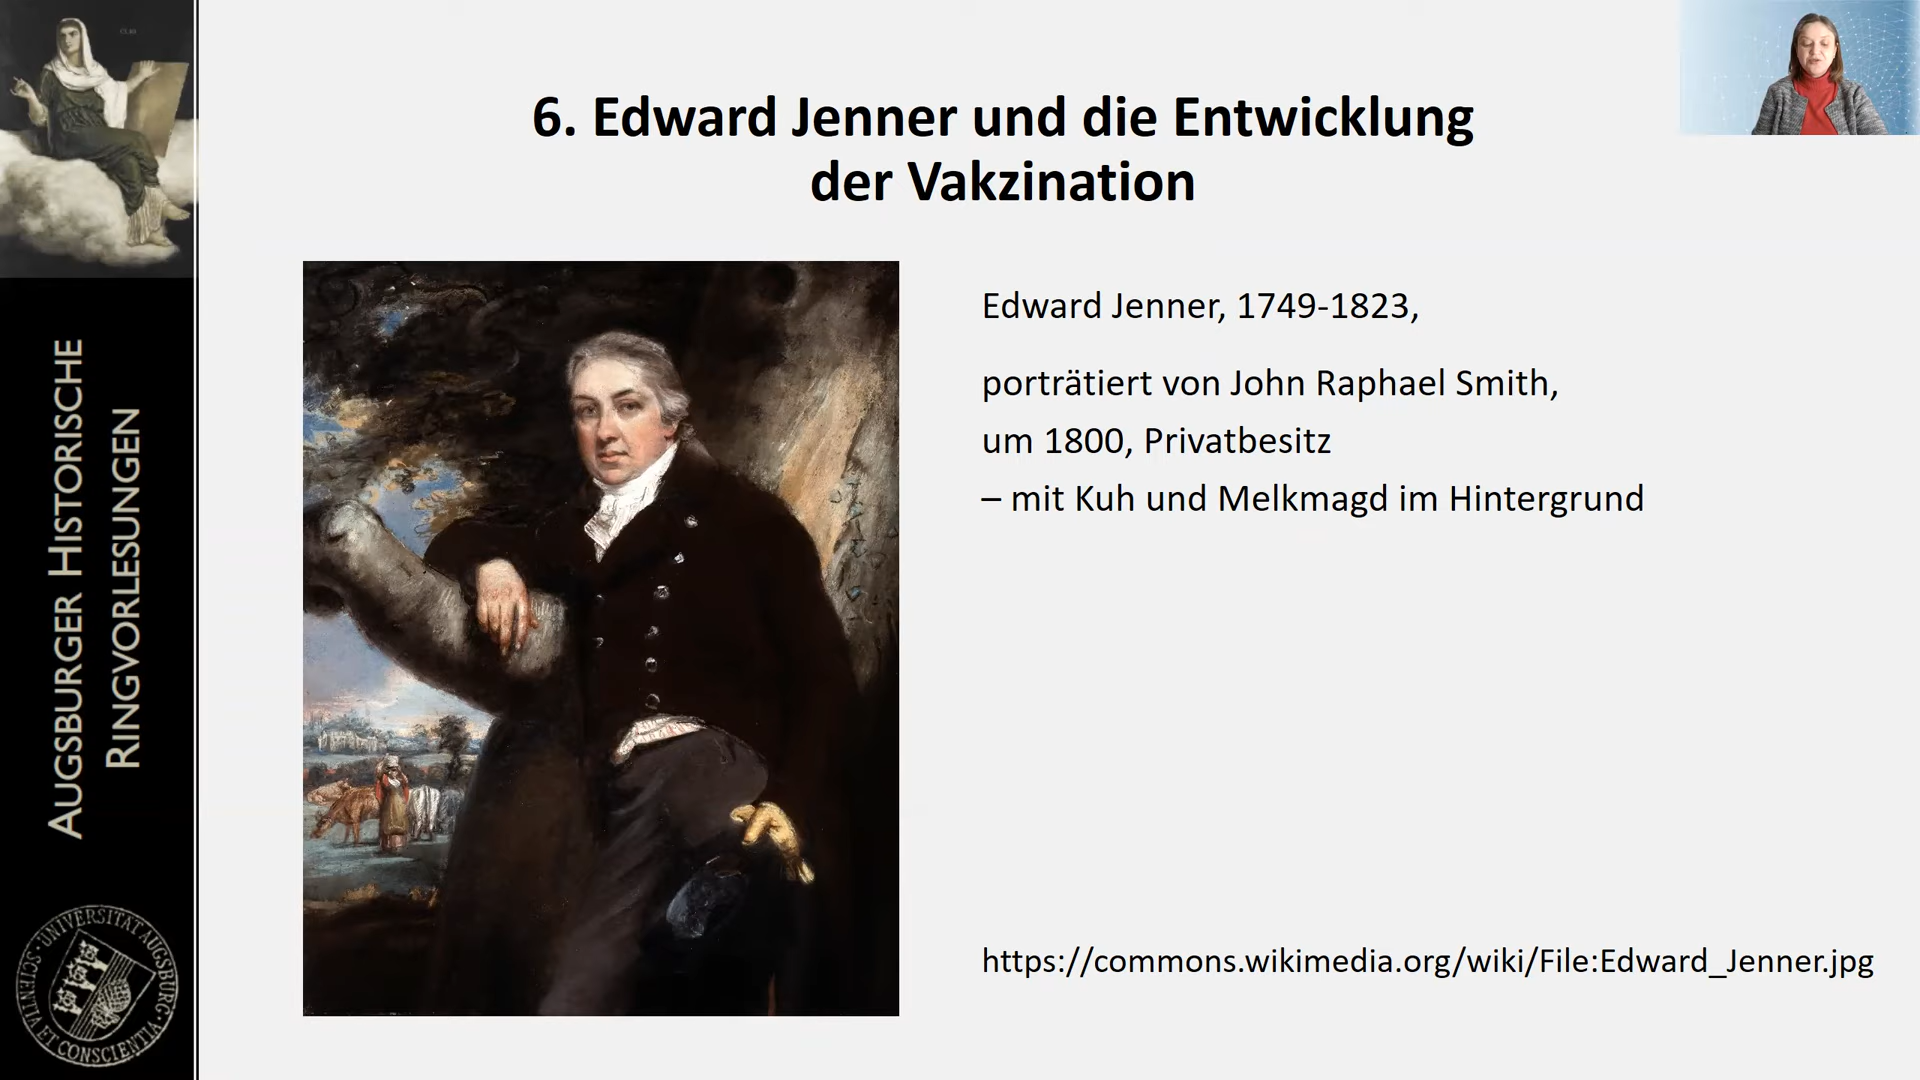 6. Edward Jenner und die Entwicklung
der Vakzination
Edward Jenner, 1749-1823,
porträtiert von John Raphael Smith,
um 1800, Privatbesitz
– mit Kuh und Melkmagd im Hintergrund
https://commons.wikimedia.org/wiki/File:Edward_Jenner.jpg
AUGSBURGER HISTORISCHE
RINGVORLESUNGEN
UNIVERSITAT AUGSBURG
SCIENTIA ET CONSCIENTIA